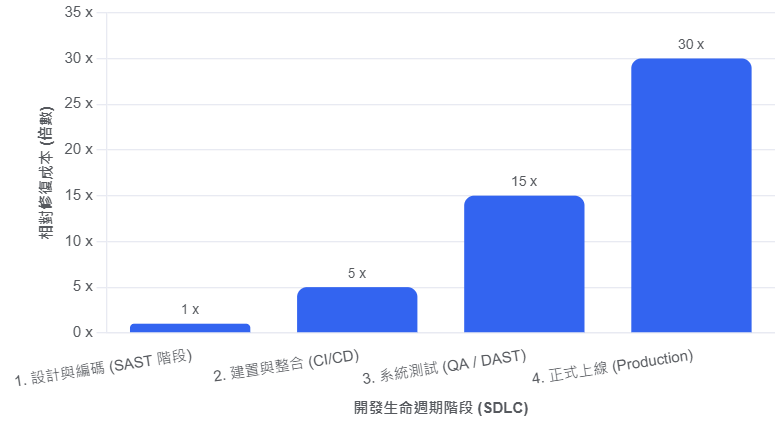 35 x
30 x
25 x
20 x
15 x
10 x
5 x
0 x
相對修復成本 (倍數)
1 x
5 x
15 x
30 x
1. 設計與編碼 (SAST 階段)
2. 建置與整合 (CI/CD)
3. 系統測試 (QA / DAST)
4. 正式上線 (Production)
開發生命週期階段 (SDLC)